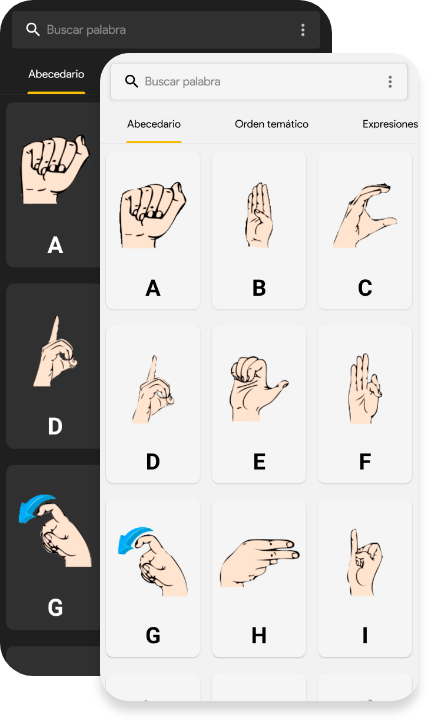 Buscar palabra
Abecedario
A
D
G
Buscar palabra
Abecedario Orden temático Expresiones
A B C
D E F
G H I